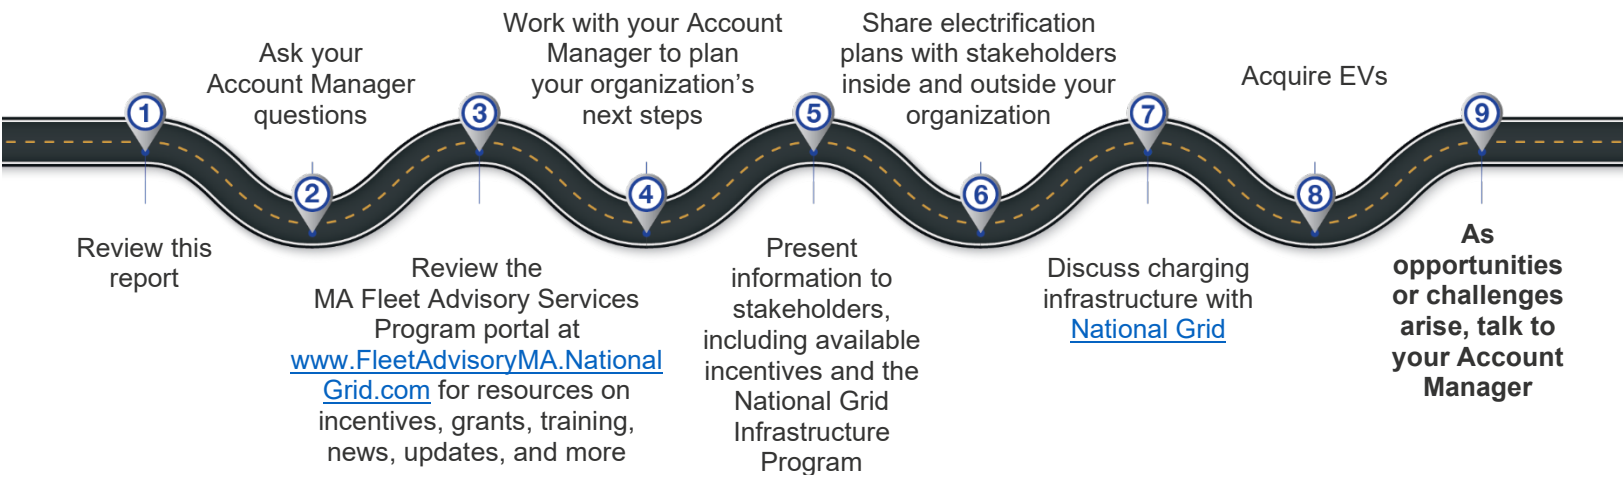 1
Review this
report
2
Ask your
Account Manager
questions
3
Review the
MA Fleet Advisory Services
Program portal at
www.FleetAdvisoryMA.National
Grid.com for resources on
incentives, grants, training,
news, updates, and more
4
Work with your Account
Manager to plan
your organization’s
next steps
5
Present
information to
stakeholders,
including available
incentives and the
National Grid
Infrastructure
Program
6
Share electrification
plans with stakeholders
inside and outside your
organization
7
Discuss charging
infrastructure with
National Grid
8
Acquire EVs
9
As
opportunities
or challenges
arise, talk to
your Account
Manager